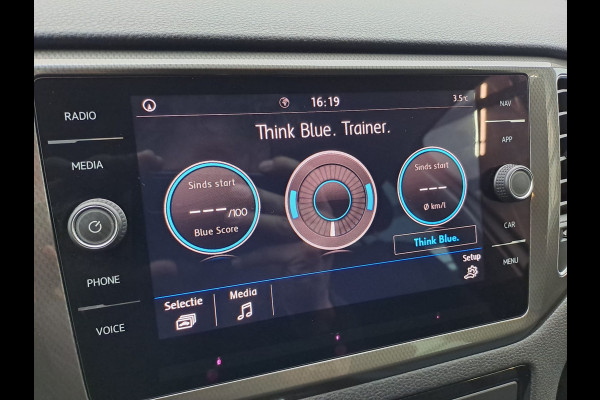 16:19
3.5°C
RADIO
MEDIA
PHONE
VOICE
NAV
APP
CAR
MENU
Think Blue. Trainer.
Sinds start
---/100
Blue Score
Sinds start
---
Ø km/t
Think Blue.
Selectie
Media
Setup